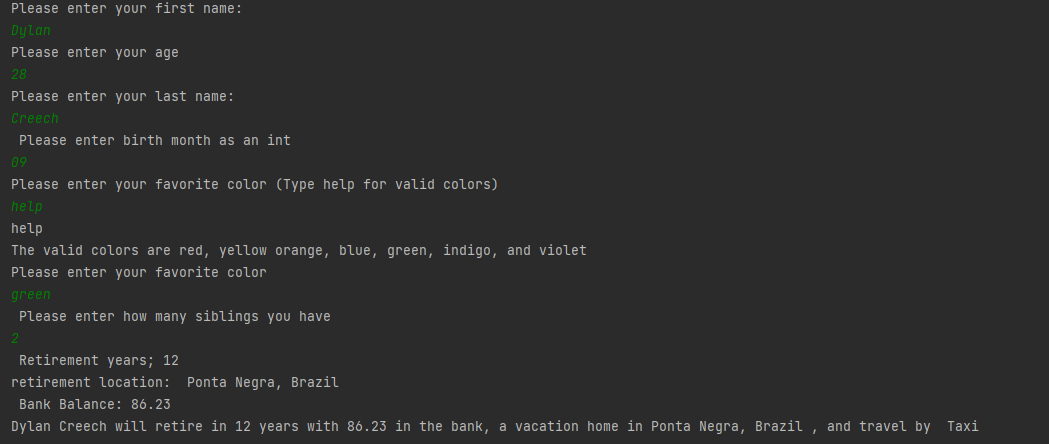 Please enter your first name:
Dylan
Please enter your age
28
Please enter your last name:
Creech
Please enter birth month as an int
09
Please enter your favorite color (Type help for valid colors)
help
help
The valid colors are red, yellow orange, blue, green, indigo, and violet
Please enter your favorite color
green
Please enter how many siblings you have
2
Retirement years; 12
retirement location:  Ponta Negra, Brazil
Bank Balance: 86.23
Dylan Creech will retire in 12 years with 86.23 in the bank, a vacation home in Ponta Negra, Brazil , and travel by  Taxi